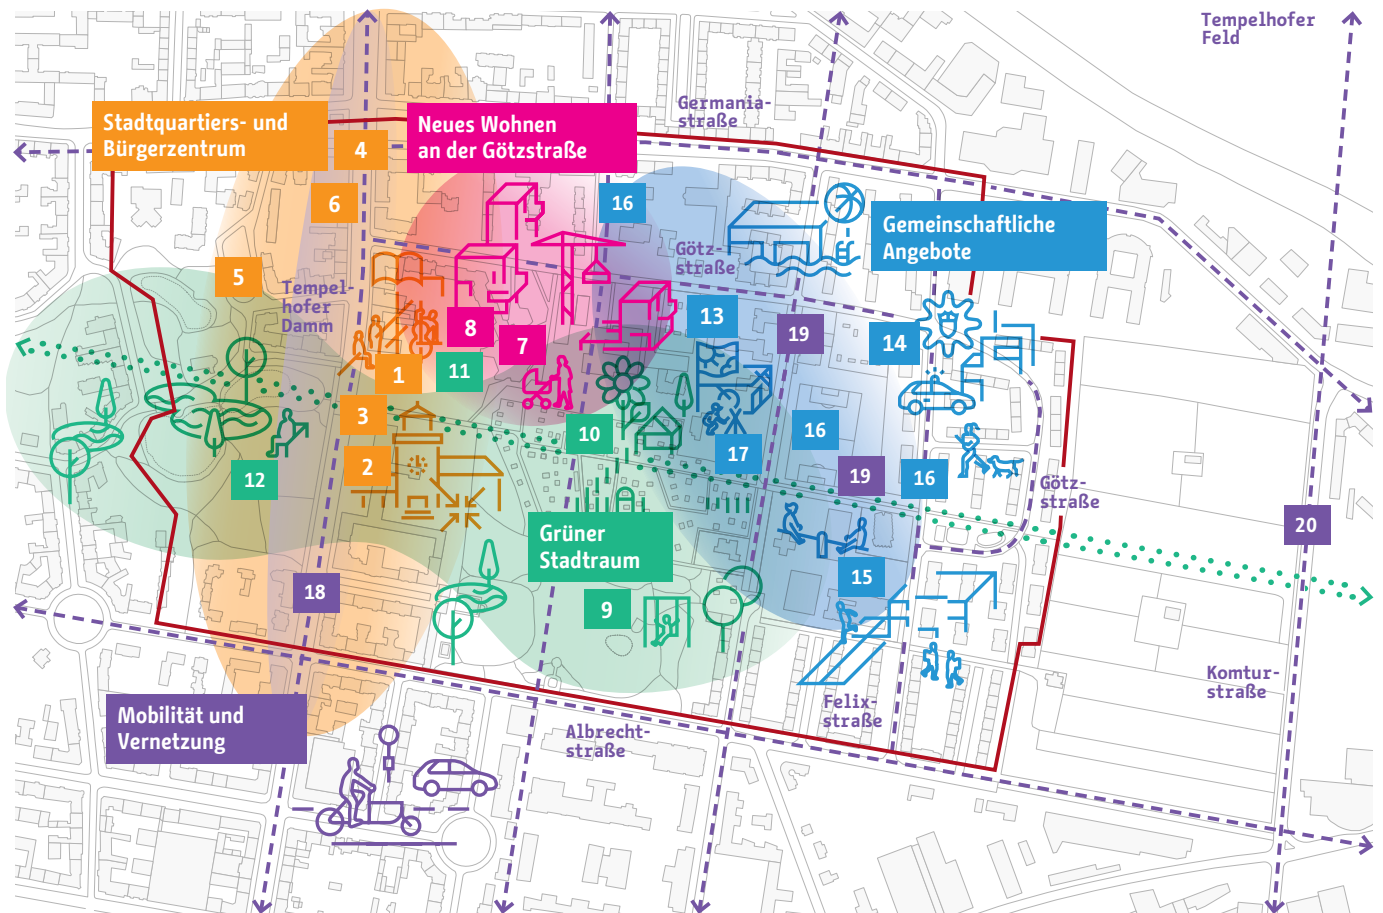 Tempelhofer
Feld
Germania-
straße
Stadtquartiers- und
Bürgerzentrum
Neues Wohnen
an der Götzstraße
4
6
16
Gemeinschaftliche
Angebote
Götz-
straße
5
Tempel-
hofer
Damm
8
7
13
19
14
1
11
3
10
16
2
17
12
19
16
Götz-
straße
20
Grüner
Stadtraum
18
9
15
Komtur-
straße
Mobilität und
Vernetzung
Felix-
straße
Albrecht-
straße